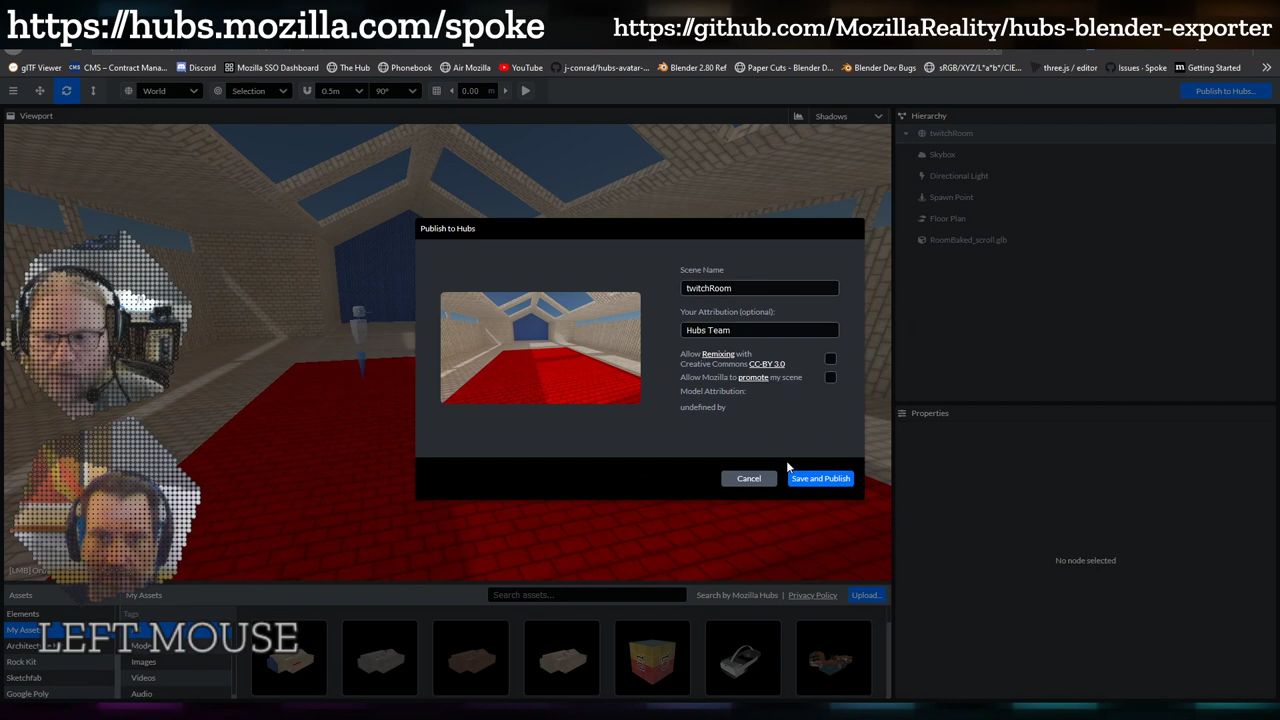 https://hubs.mozilla.com/spoke
https://github.com/MozillaReality/hubs-blender-exporter
glTF Viewer CMS – Contract Mana... Discord Mozilla SSO Dashboard The Hub Phonebook Air Mozilla YouTube j-conrad/hubs-avatar-... Blender 2.80 Ref Paper Cuts - Blender D... Blender Dev Bugs sRGB/XYZ/L*a*b*/CIE... three.js / editor Issues · Spoke Getting Started
World Selection 0.5m 90° 0.00 m Publish to Hubs...
Viewport Shadows
Hierarchy
twitchRoom
Skybox
Directional Light
Spawn Point
Floor Plan
RoomBaked_scroll glb
Publish to Hubs
Scene Name
twitchRoom
Your Attribution (optional):
Hubs Team
Allow Remixing with
Creative Commons CC-BY 3.0
Allow Mozilla to promote my scene
Model Attribution:
undefined by
Cancel Save and Publish
Properties
No node selected
[LMB]
Assets My Assets Search assets... Search by Mozilla Hubs | Privacy Policy Upload...
Elements Tags
Rock Kit Images
Sketchfab Videos
Google Poly Audio
LEFT MOUSE